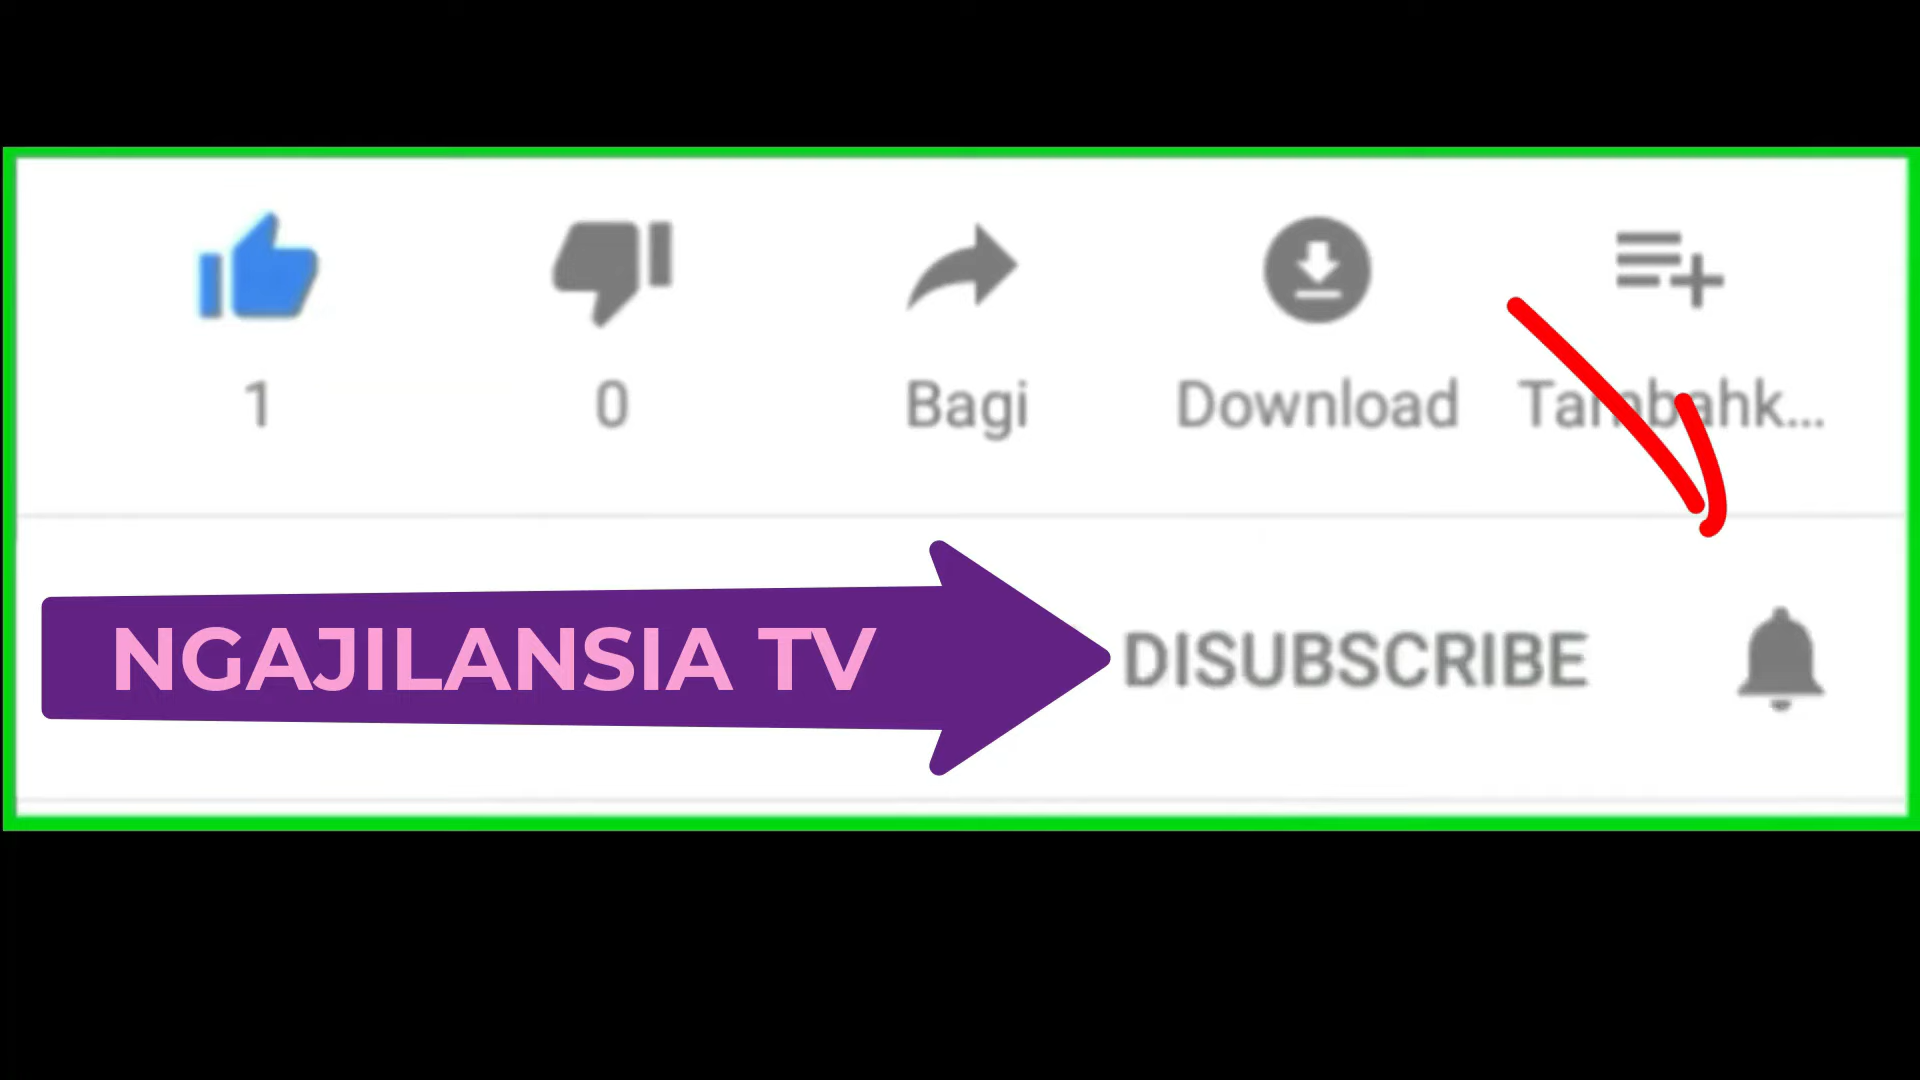 1
0
Bagi
Download
Tambahk...
NGAJILANSIA TV
DISUBSCRIBE